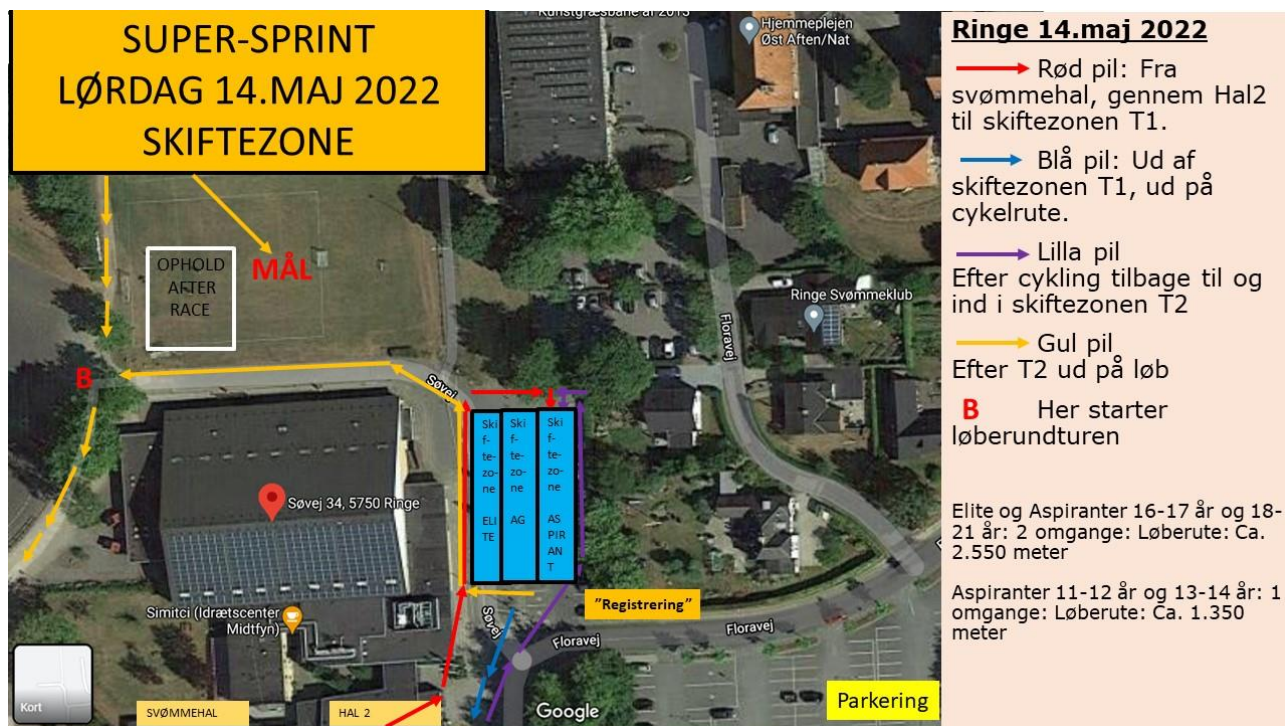 SUPER-SPRINT
LØRDAG 14.MAJ 2022
SKIFTEZONE
Kunstgræsbane af 2013
Hjemmeplejen
Øst Aften/Nat
OPHOLD
AFTER
RACE
MÅL
Ringe Svømmeklub
Floravej
B
Søvej
Ski
f-
te-
zo-
ne
ELI
TE
Ski
f-
te-
zo-
ne
AG
Ski
f-
te-
zo-
ne
AS
PIR
AN
T
Søvej 34, 5750 Ringe
Simitci (Idrætscenter
Midtfyn)
"Registrering"
Søvej
Floravej
Floravej
Kort
SVØMMEHAL
HAL 2
Google
Parkering
Ringe 14.maj 2022
Rød pil: Fra
svømmehal, gennem Hal2
til skiftezonen T1.
Blå pil: Ud af
skiftezonen T1, ud på
cykelrute.
Lilla pil
Efter cykling tilbage til og
ind i skiftezonen T2
Gul pil
Efter T2 ud på løb
B Her starter
løberundturen
Elite og Aspiranter 16-17 år og 18-
21 år: 2 omgange: Løberute: Ca.
2.550 meter
Aspiranter 11-12 år og 13-14 år: 1
omgange: Løberute: Ca. 1.350
meter